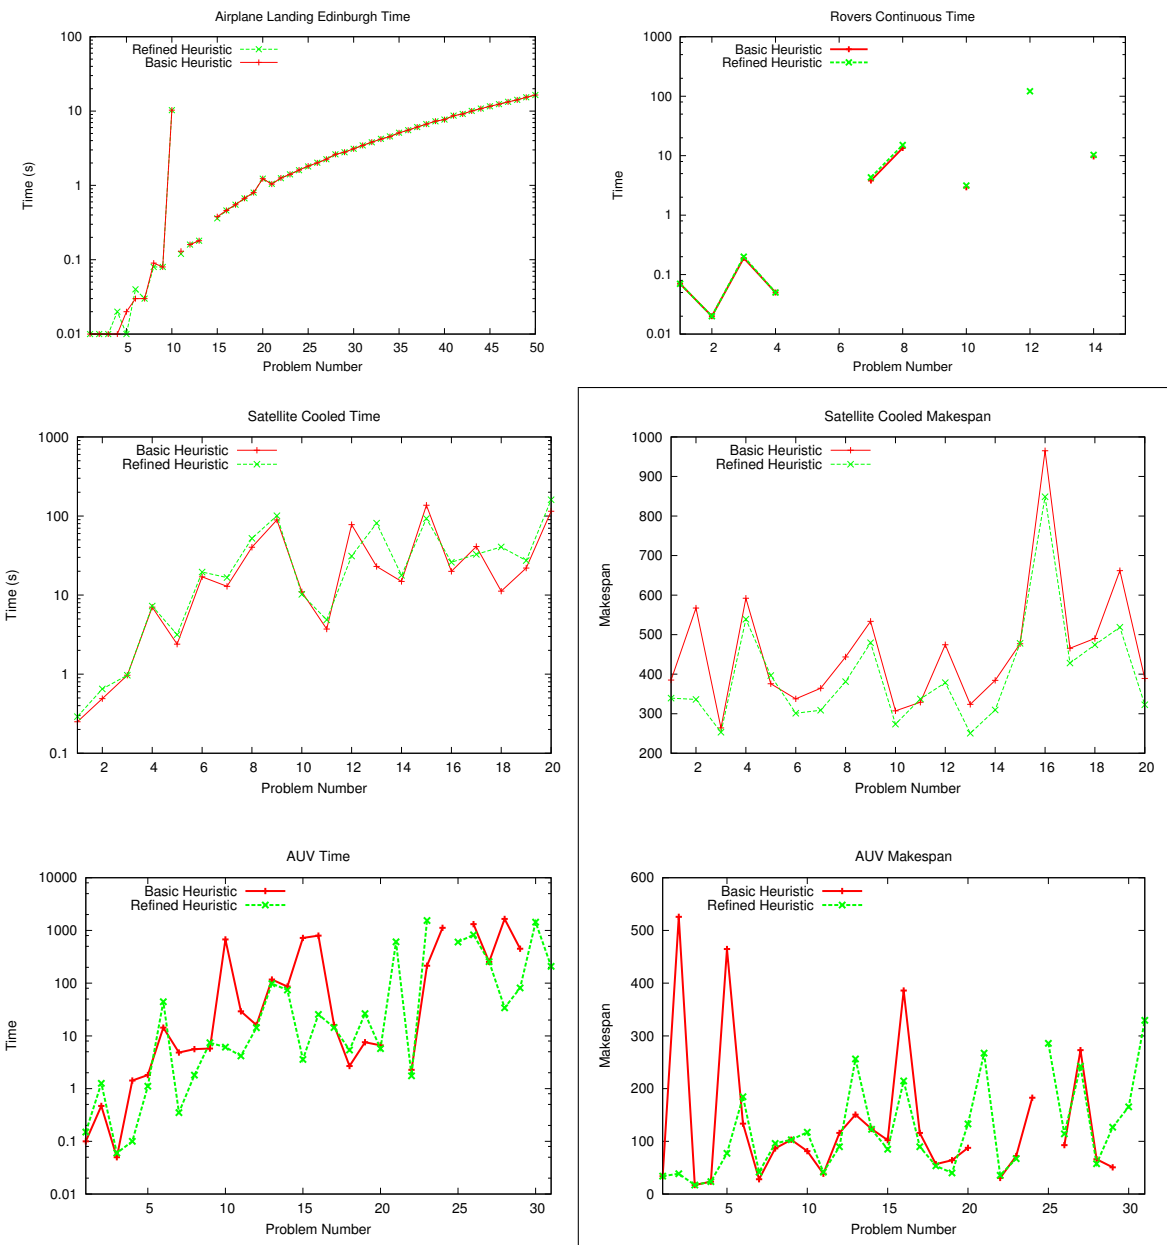 Airplane Landing Edinburgh Time
100
10
1
0.1
0.01
Time (s)
Refined Heuristic
Basic Heuristic
5 10 15 20 25 30 35 40 45 50
Problem Number
Rovers Continuous Time
1000
100
10
1
0.1
0.01
Time
Basic Heuristic
Refined Heuristic
2 4 6 8 10 12 14
Problem Number
Satellite Cooled Time
1000
100
10
1
0.1
Time (s)
Basic Heuristic
Refined Heuristic
2 4 6 8 10 12 14 16 18 20
Problem Number
Satellite Cooled Makespan
1000
900
800
700
600
500
400
300
200
Makespan
Basic Heuristic
Refined Heuristic
2 4 6 8 10 12 14 16 18 20
Problem Number
AUV Time
10000
1000
100
10
1
0.1
0.01
Time
Basic Heuristic
Refined Heuristic
5 10 15 20 25 30
Problem Number
AUV Makespan
600
500
400
300
200
100
0
Makespan
Basic Heuristic
Refined Heuristic
5 10 15 20 25 30
Problem Number